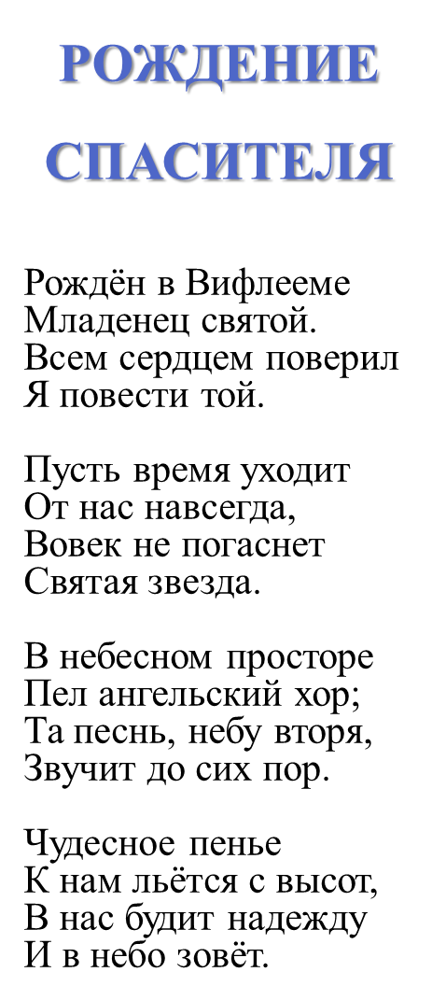 РОЖДЕНИЕ
СПАСИТЕЛЯ
Рождён в Вифлееме
Младенец святой.
Всем сердцем поверил
Я повести той.
Пусть время уходит
От нас навсегда,
Вовек не погаснет
Святая звезда.
В небесном просторе
Пел ангельский хор;
Та песнь, небу вторя,
Звучит до сих пор.
Чудесное пенье
К нам льётся с высот,
В нас будит надежду
И в небо зовёт.